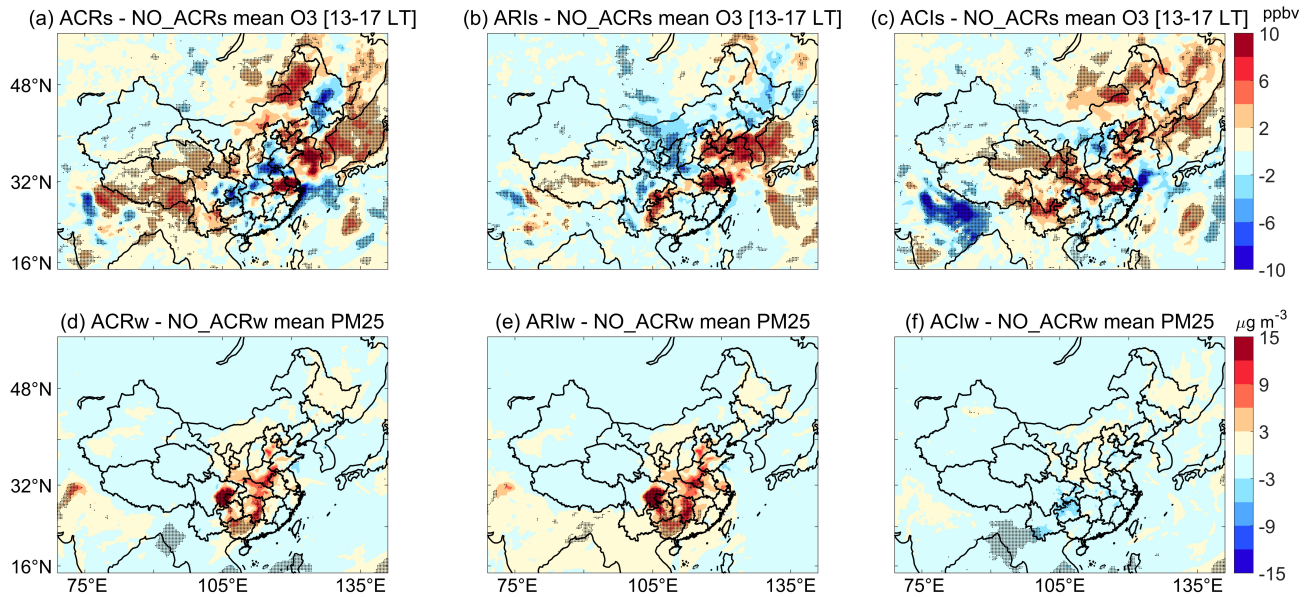 (a) ACRs - NO_ACRs mean O3 [13-17 LT]
(b) ARIs - NO_ACRs mean O3 [13-17 LT]
(c) ACIs - NO_ACRs mean O3 [13-17 LT]
ppbv
48°N
32°N
16°N
10
6
2
-2
-6
-10
(d) ACRw - NO_ACRw mean PM25
(e) ARIw - NO_ACRw mean PM25
(f) ACIw - NO_ACRw mean PM25
μg m⁻³
48°N
32°N
16°N
75°E
105°E
135°E
75°E
105°E
135°E
75°E
105°E
135°E
15
9
3
-3
-9
-15